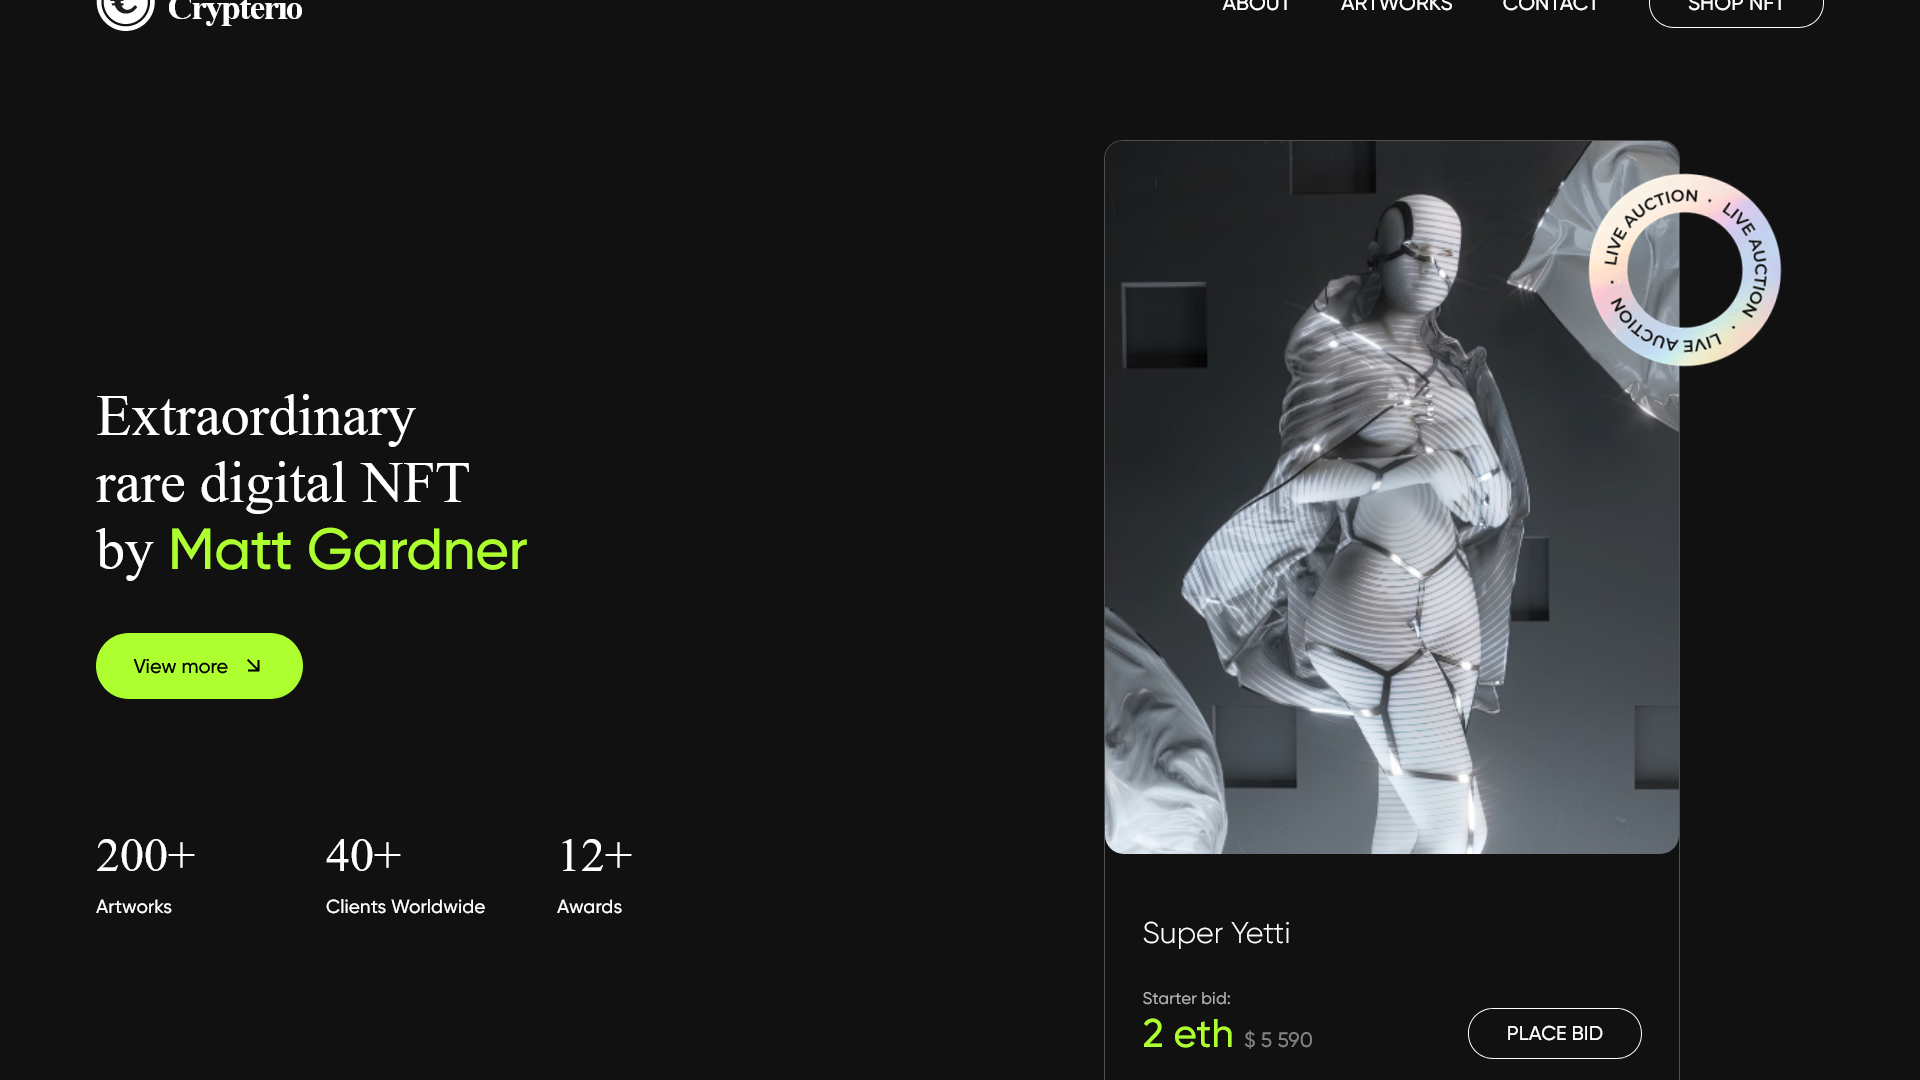 Crypterio
ABOUT
ARTWORKS
CONTACT
SHOP NFT
LIVE AUCTION · LIVE AUCTION · LIVE AUCTION ·
Extraordinary
rare digital NFT
by Matt Gardner
View more
200+
Artworks
40+
Clients Worldwide
12+
Awards
Super Yetti
Starter bid:
2 eth $ 5 590
PLACE BID